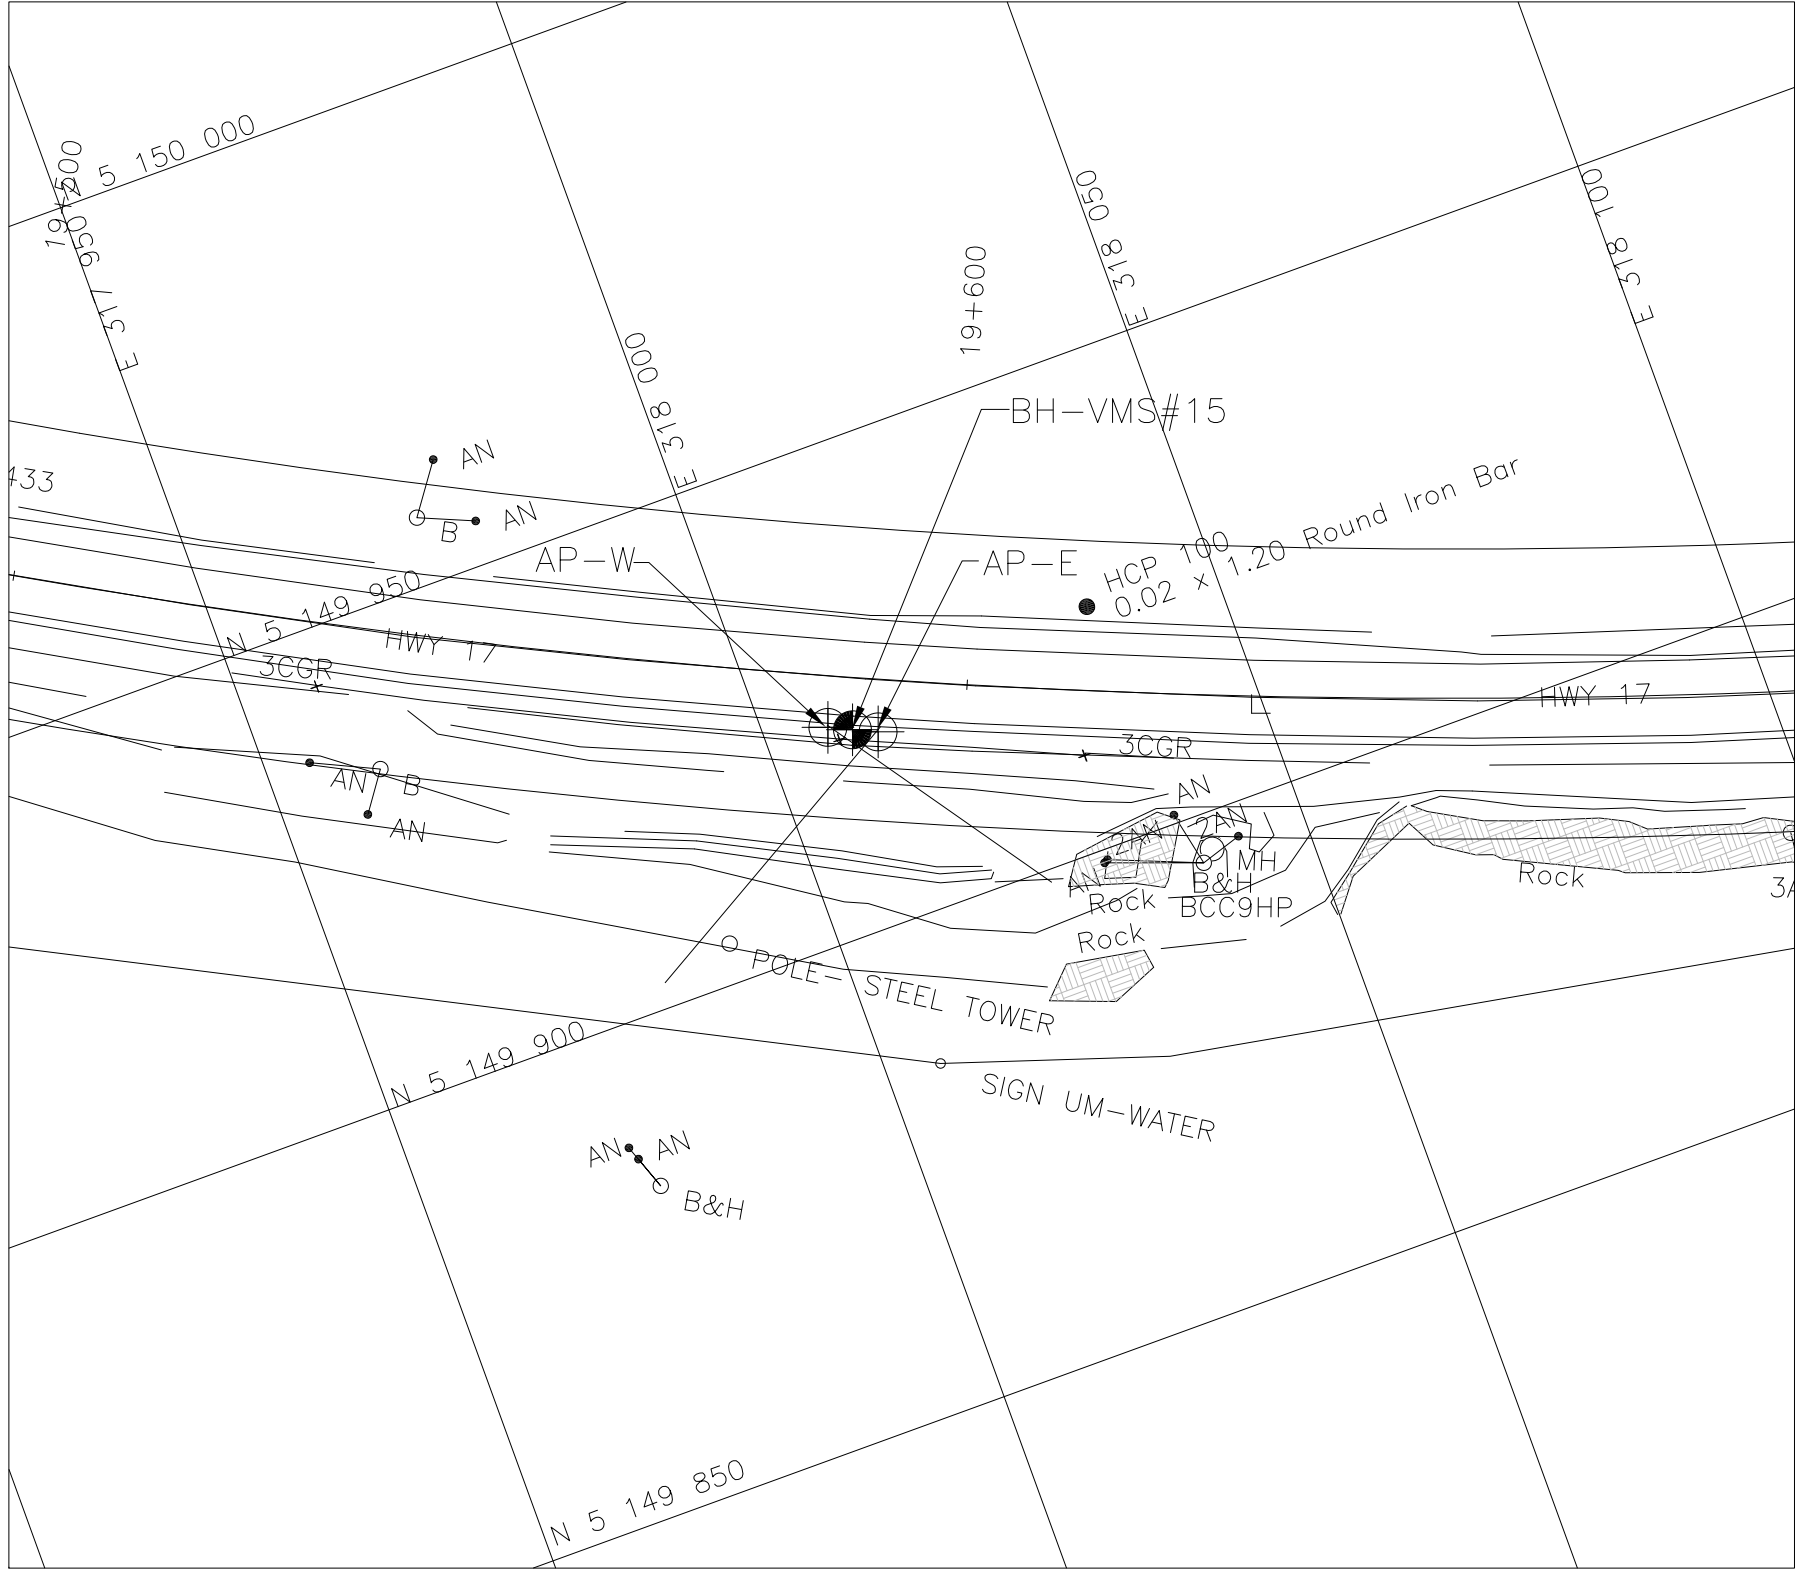 N 5 150 000
19+500
E 317 950
E 318 050
E 318 100
19+600
E 318 000
BH-VMS#15
433
AN
AN
B
AP-W
AP-E
HCP 100
0.02 x 1.20 Round Iron Bar
N 5 149 950
HWY 17
3CGR
HWY 17
3CGR
AN
B
AN
AN
2AN
2AN
MH
AN
B&H
Rock
BCC9HP
Rock
3A
Rock
POLE- STEEL TOWER
N 5 149 900
SIGN UM-WATER
AN
AN
B&H
N 5 149 850